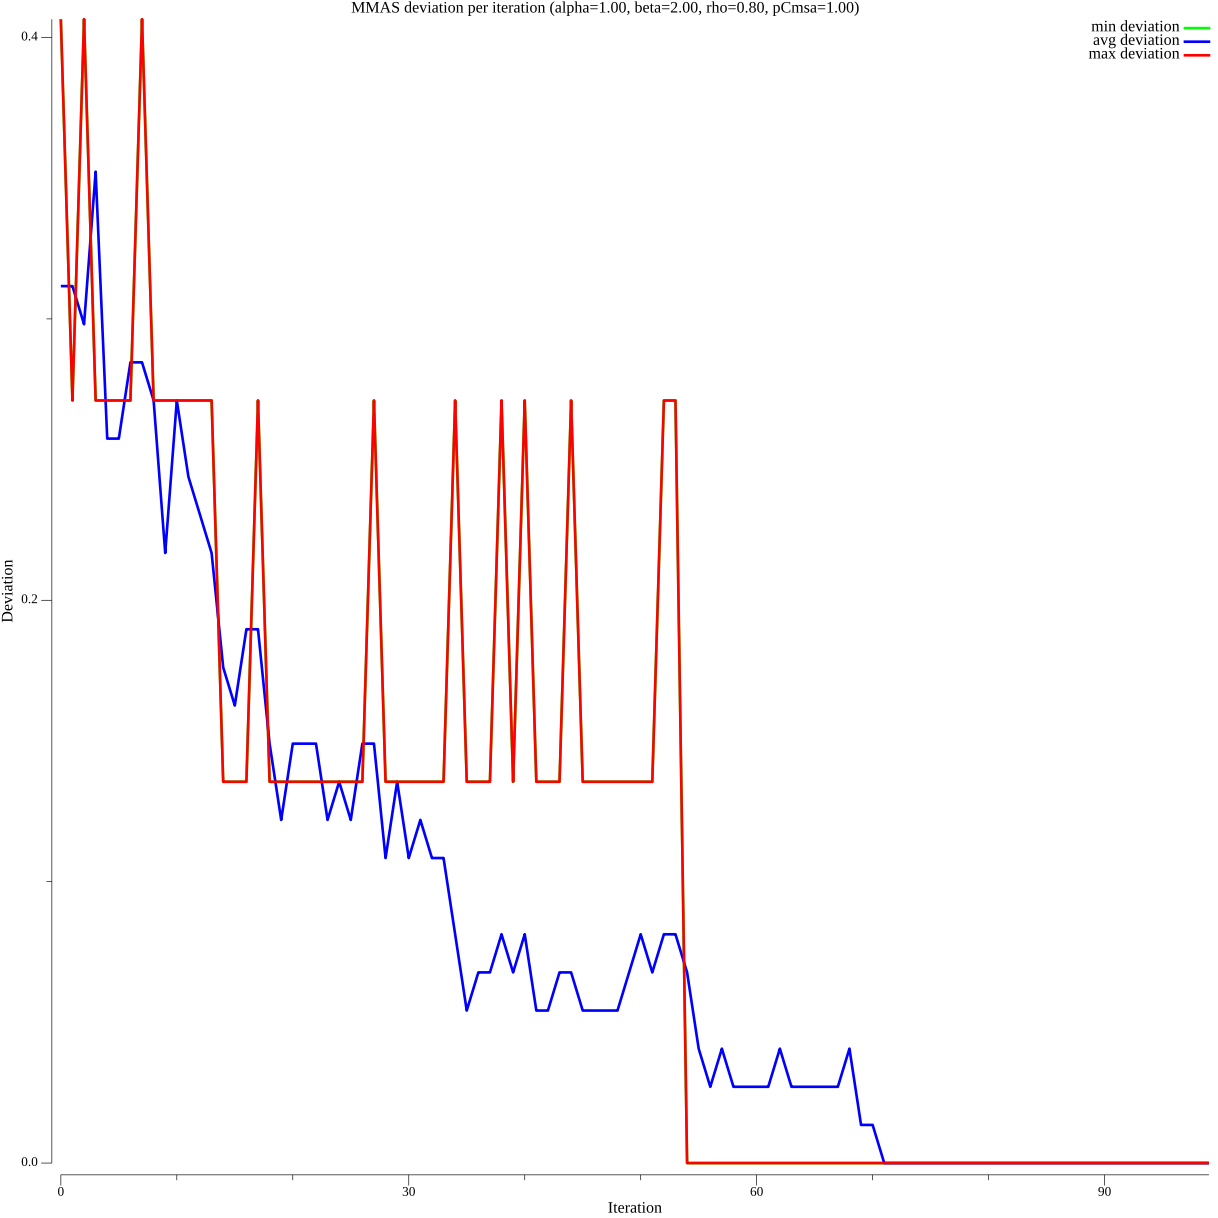 MMAS deviation per iteration (alpha=1.00, beta=2.00, rho=0.80, pCmsa=1.00)
min deviation
avg deviation
max deviation
0.4
0.2
0.0
Deviation
0
30
60
90
Iteration